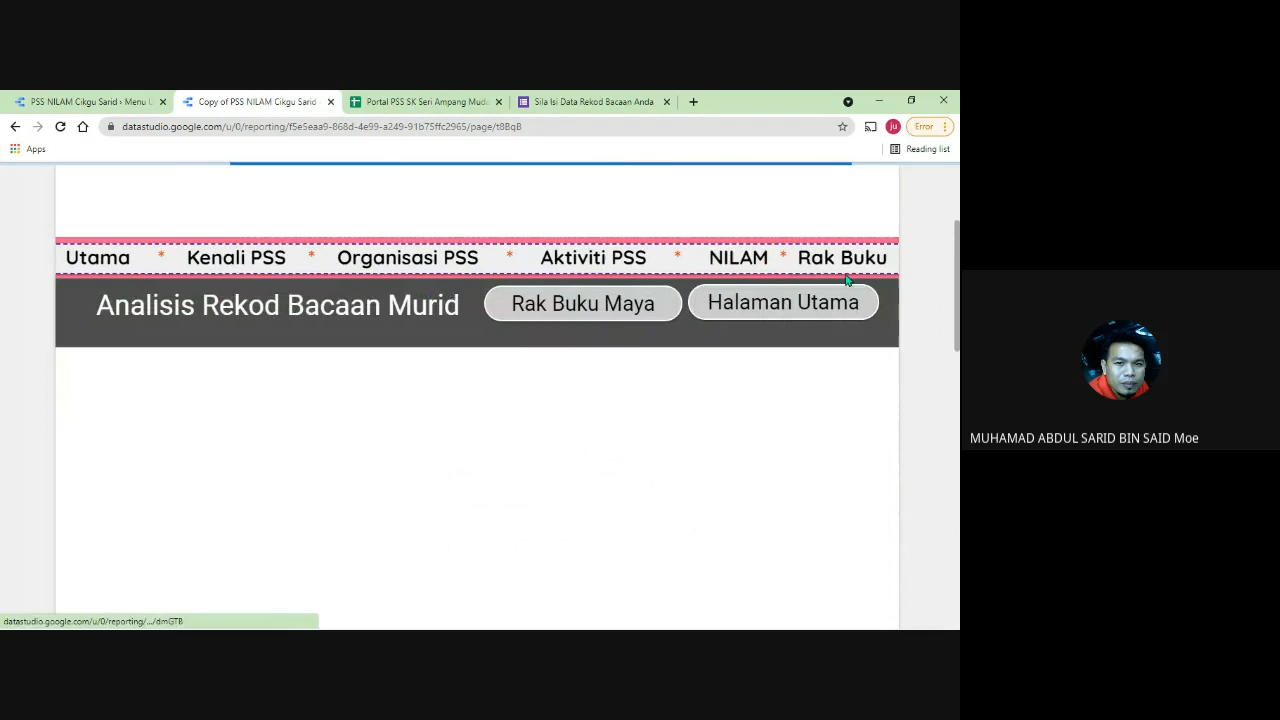 PSS NILAM Cikgu Sarid › Menu U
Copy of PSS NILAM Cikgu Sarid
Portal PSS SK Seri Ampang Muda
Sila Isi Data Rekod Bacaan Anda
datastudio.google.com/u/0/reporting/f5e5eaa9-868d-4e99-a249-91b75ffc2965/page/t8BqB
ju
Error
Apps
Reading list
Utama * Kenali PSS * Organisasi PSS * Aktiviti PSS * NILAM * Rak Buku
Analisis Rekod Bacaan Murid
Rak Buku Maya
Halaman Utama
MUHAMAD ABDUL SARID BIN SAID Moe
datastudio.google.com/u/0/reporting/.../dmGTB